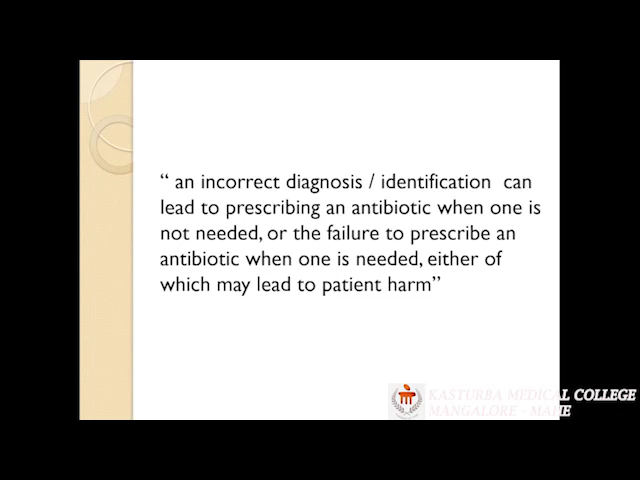 “ an incorrect diagnosis / identification can
lead to prescribing an antibiotic when one is
not needed, or the failure to prescribe an
antibiotic when one is needed, either of
which may lead to patient harm”
KASTURBA MEDICAL COLLEGE
MANGALORE - MAHE